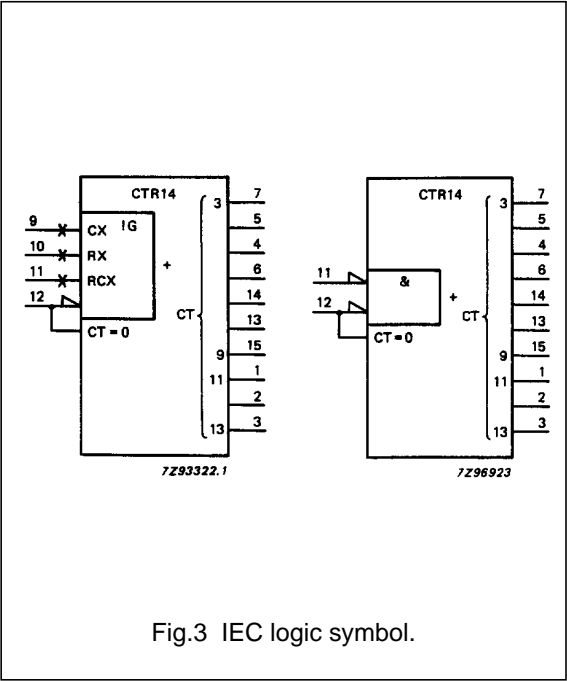 CTR14
9 CX !G
10 RX
11 RCX
12
CT=0
+
CT
3 7
5
4
6
14
13
9 15
11 1
2
13 3
7Z93322.1
CTR14
11 &
12
CT=0
+
CT
3 7
5
4
6
14
13
9 15
11 1
2
13 3
7Z96923
Fig.3 IEC logic symbol.